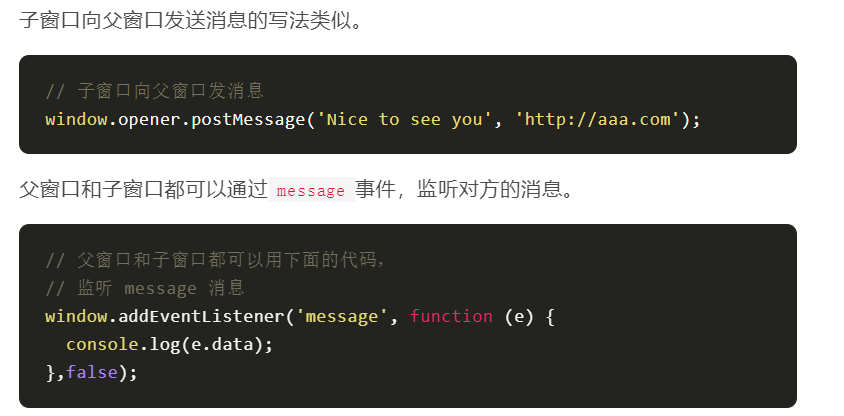 子窗口向父窗口发送消息的写法类似。
// 子窗口向父窗口发消息
window.opener.postMessage('Nice to see you', 'http://aaa.com');
父窗口和子窗口都可以通过 message 事件，监听对方的消息。
// 父窗口和子窗口都可以用下面的代码，
// 监听 message 消息
window.addEventListener('message', function (e) {
  console.log(e.data);
},false);